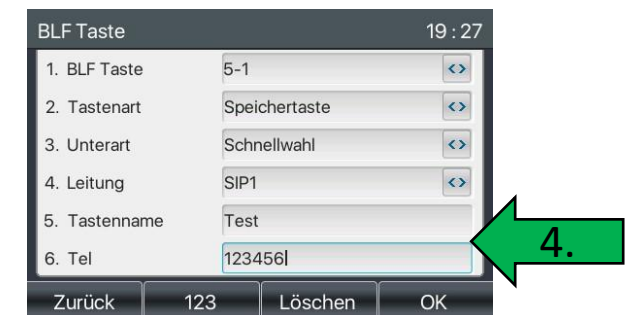 BLF Taste 19 : 27
1. BLF Taste 5-1
2. Tastenart Speichertaste
3. Unterart Schnellwahl
4. Leitung SIP1
5. Tastenname Test
6. Tel 123456
4.
Zurück 123 Löschen OK